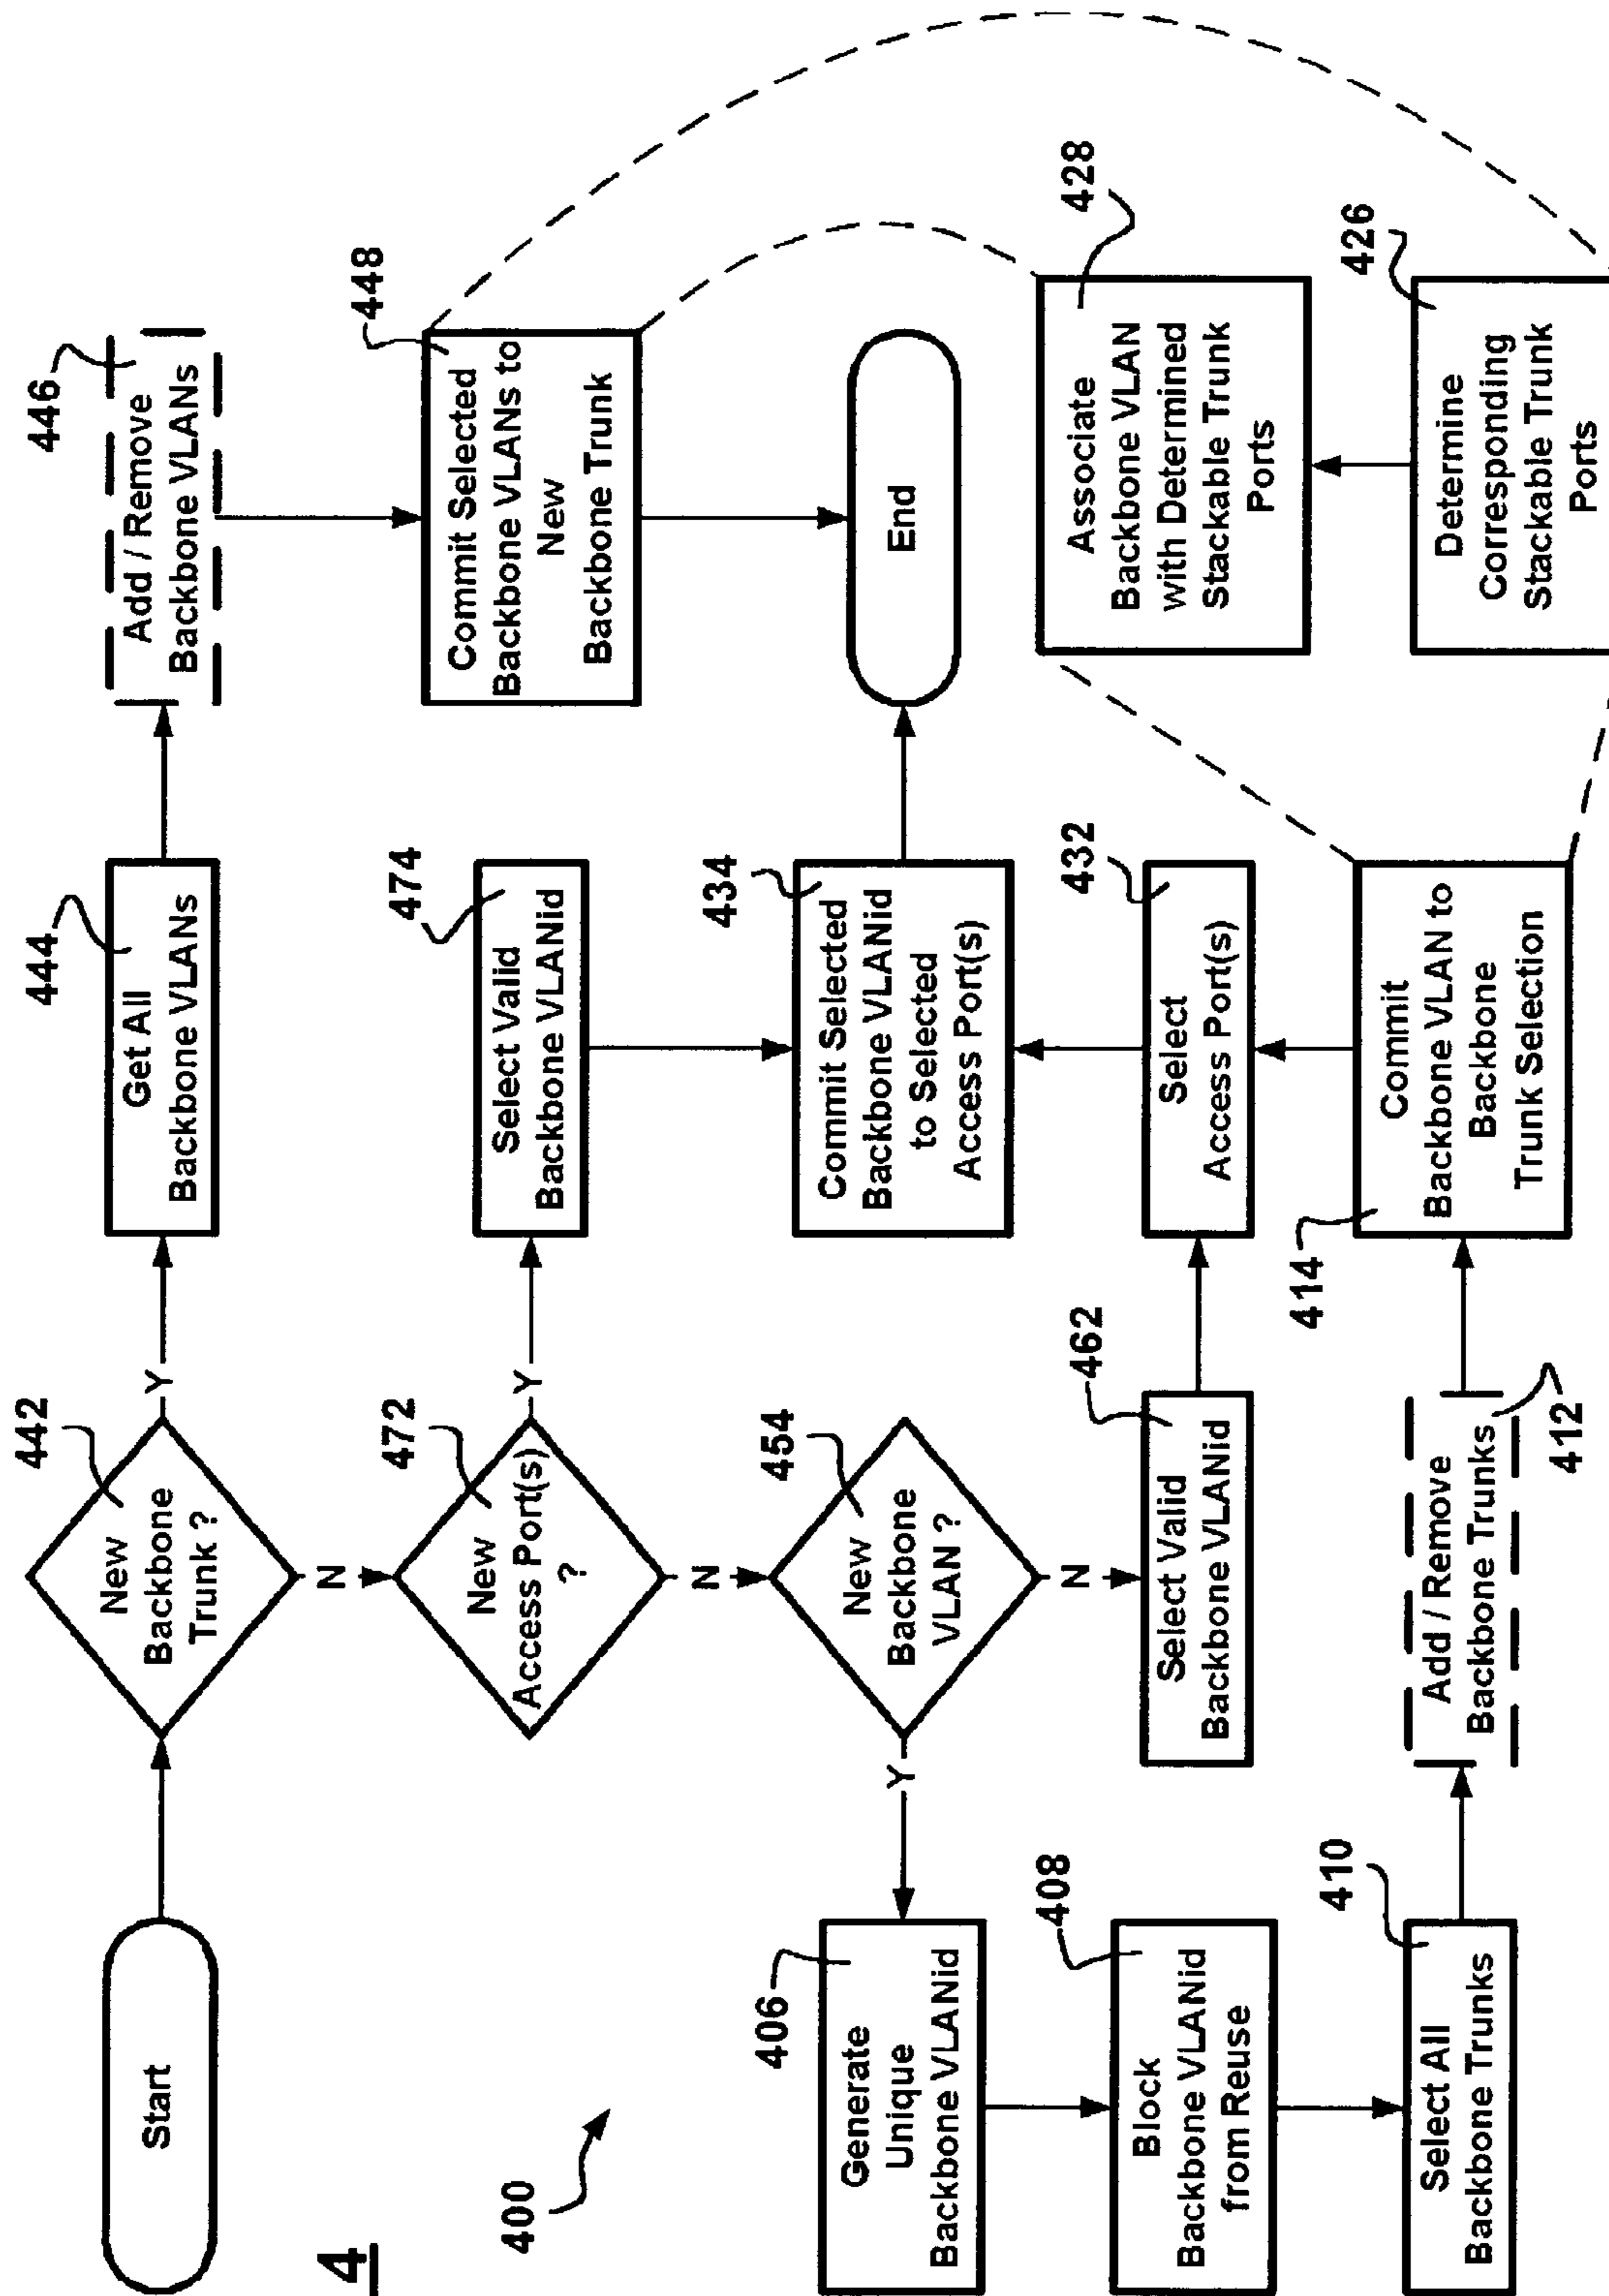 Start
New
Backbone
Trunk ?
442
Y
N
444
Get All
Backbone VLANs
446
Add / Remove
Backbone VLANs
448
Commit Selected
Backbone VLANs to
New
Backbone Trunk
472
New
Access Port(s)
?
Y
N
474
Select Valid
Backbone VLANid
454
New
Backbone
VLAN ?
Y
N
434
Commit Selected
Backbone VLANid
to Selected
Access Port(s)
End
406
Generate
Unique
Backbone VLANid
462
Select Valid
Backbone VLANid
432
Select
Access Port(s)
428
Associate
Backbone VLAN
with Determined
Stackable Trunk
Ports
408
Block
Backbone VLANid
from Reuse
410
Select All
Backbone Trunks
Add / Remove
Backbone Trunks
412
414
Commit
Backbone VLAN to
Backbone
Trunk Selection
426
Determine
Corresponding
Stackable Trunk
Ports
400
4